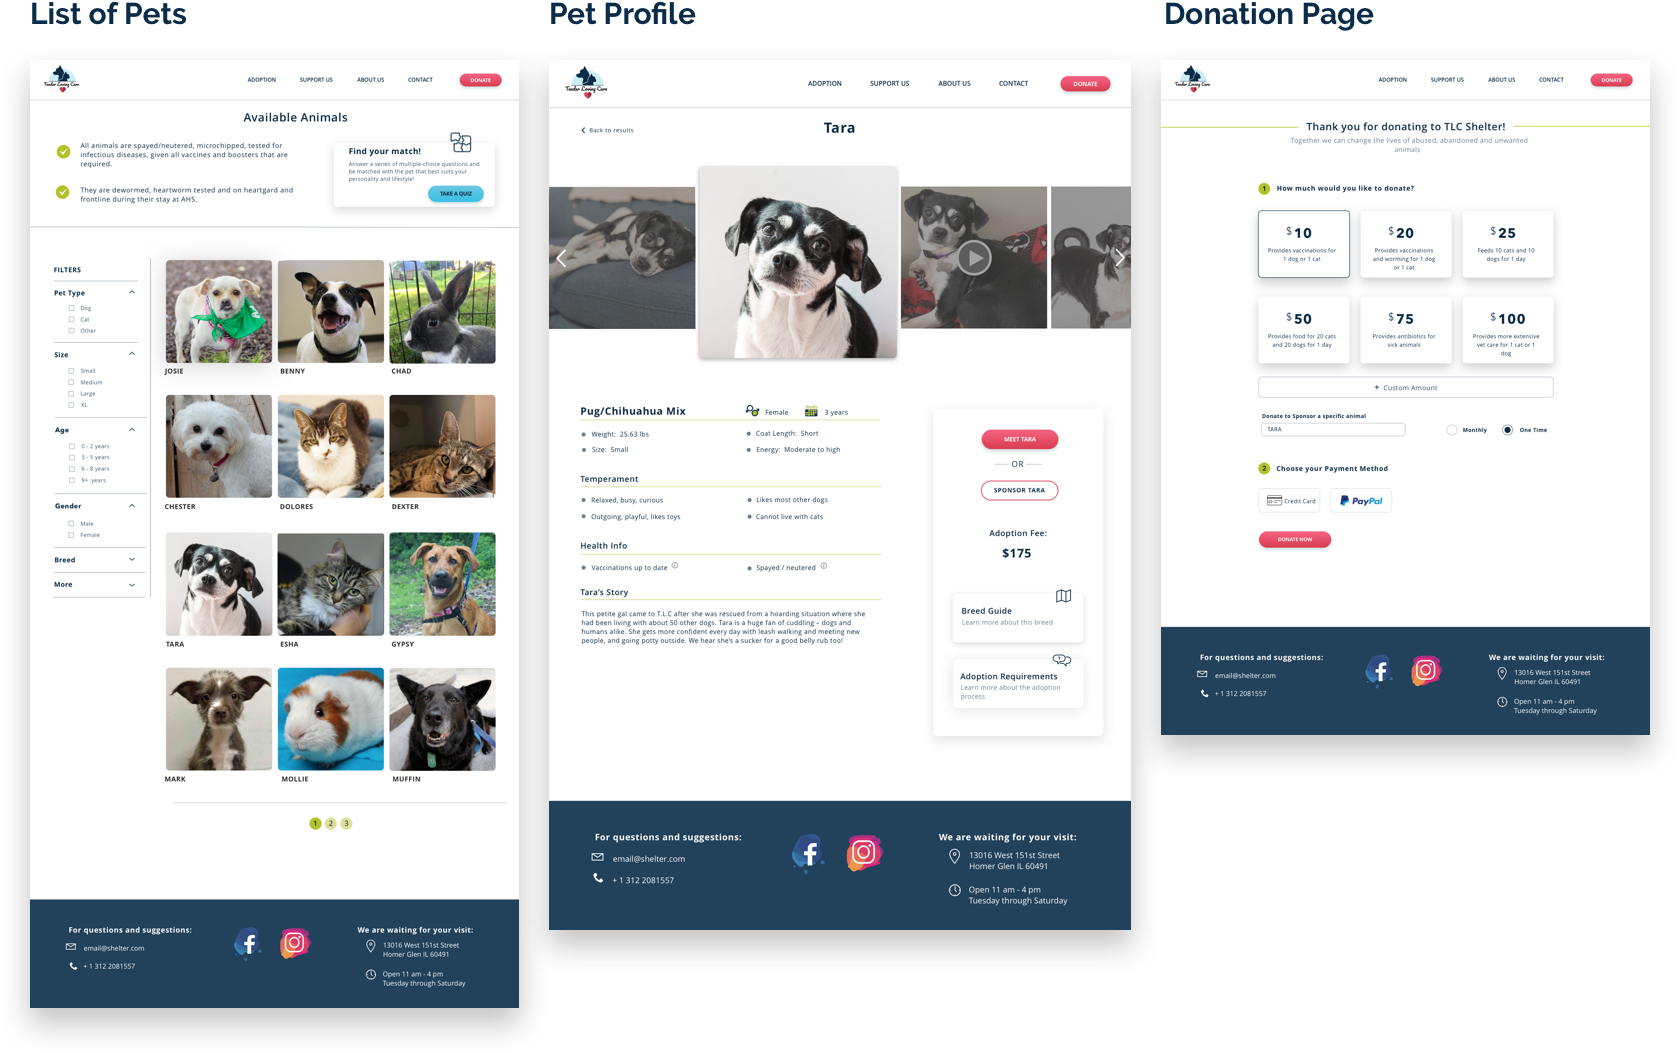 List of Pets
Tender Loving Care
ADOPTION
SUPPORT US
ABOUT US
CONTACT
DONATE
Available Animals
All animals are spayed/neutered, microchipped, tested for
infectious diseases, given all vaccines and boosters that are
required.
They are dewormed, heartworm tested and on heartgard and
frontline during their stay at AHS.
Find your match!
Answer a series of multiple-choice questions and
be matched with the pet that best suits your
personality and lifestyle!
TAKE A QUIZ
FILTERS
Pet Type
Dog
Cat
Other
Size
Small
Medium
Large
XL
Age
0 - 2 years
3 - 5 years
6 - 8 years
9+ years
Gender
Male
Female
Breed
More
JOSIE
BENNY
CHAD
CHESTER
DOLORES
DEXTER
TARA
ESHA
GYPSY
MARK
MOLLIE
MUFFIN
1
2
3
For questions and suggestions:
email@shelter.com
+ 1 312 2081557
We are waiting for your visit:
13016 West 151st Street
Homer Glen IL 60491
Open 11 am - 4 pm
Tuesday through Saturday
Pet Profile
Tender Loving Care
ADOPTION
SUPPORT US
ABOUT US
CONTACT
DONATE
Back to results
Tara
Pug/Chihuahua Mix
Female
3 years
Weight: 25.63 lbs
Coat Length: Short
Size: Small
Energy: Moderate to high
Temperament
Relaxed, busy, curious
Likes most other dogs
Outgoing, playful, likes toys
Cannot live with cats
Health Info
Vaccinations up to date
Spayed / neutered
Tara's Story
This petite gal came to T.L.C after she was rescued from a hoarding situation where she
had been living with about 50 other dogs. Tara is a huge fan of cuddling – dogs and
humans alike. She gets more confident every day with leash walking and meeting new
people, and going potty outside. We hear she's a sucker for a good belly rub too!
MEET TARA
OR
SPONSOR TARA
Adoption Fee:
$175
Breed Guide
Learn more about this breed
Adoption Requirements
Learn more about the adoption
process
For questions and suggestions:
email@shelter.com
+ 1 312 2081557
We are waiting for your visit:
13016 West 151st Street
Homer Glen IL 60491
Open 11 am - 4 pm
Tuesday through Saturday
Donation Page
Tender Loving Care
ADOPTION
SUPPORT US
ABOUT US
CONTACT
DONATE
Thank you for donating to TLC Shelter!
Together we can change the lives of abused, abandoned and unwanted
animals
1 How much would you like to donate?
$10
Provides vaccinations for
1 dog or 1 cat
$20
Provides vaccinations
and worming for 1 dog
or 1 cat
$25
Feeds 10 cats and 10
dogs for 1 day
$50
Provides food for 20 cats
and 20 dogs for 1 day
$75
Provides antibiotics for
sick animals
$100
Provides more extensive
vet care for 1 cat or 1
dog
+ Custom Amount
Donate to Sponsor a specific animal
TARA
Monthly
One Time
2 Choose your Payment Method
Credit Card
PayPal
DONATE NOW
For questions and suggestions:
email@shelter.com
+ 1 312 2081557
We are waiting for your visit:
13016 West 151st Street
Homer Glen IL 60491
Open 11 am - 4 pm
Tuesday through Saturday